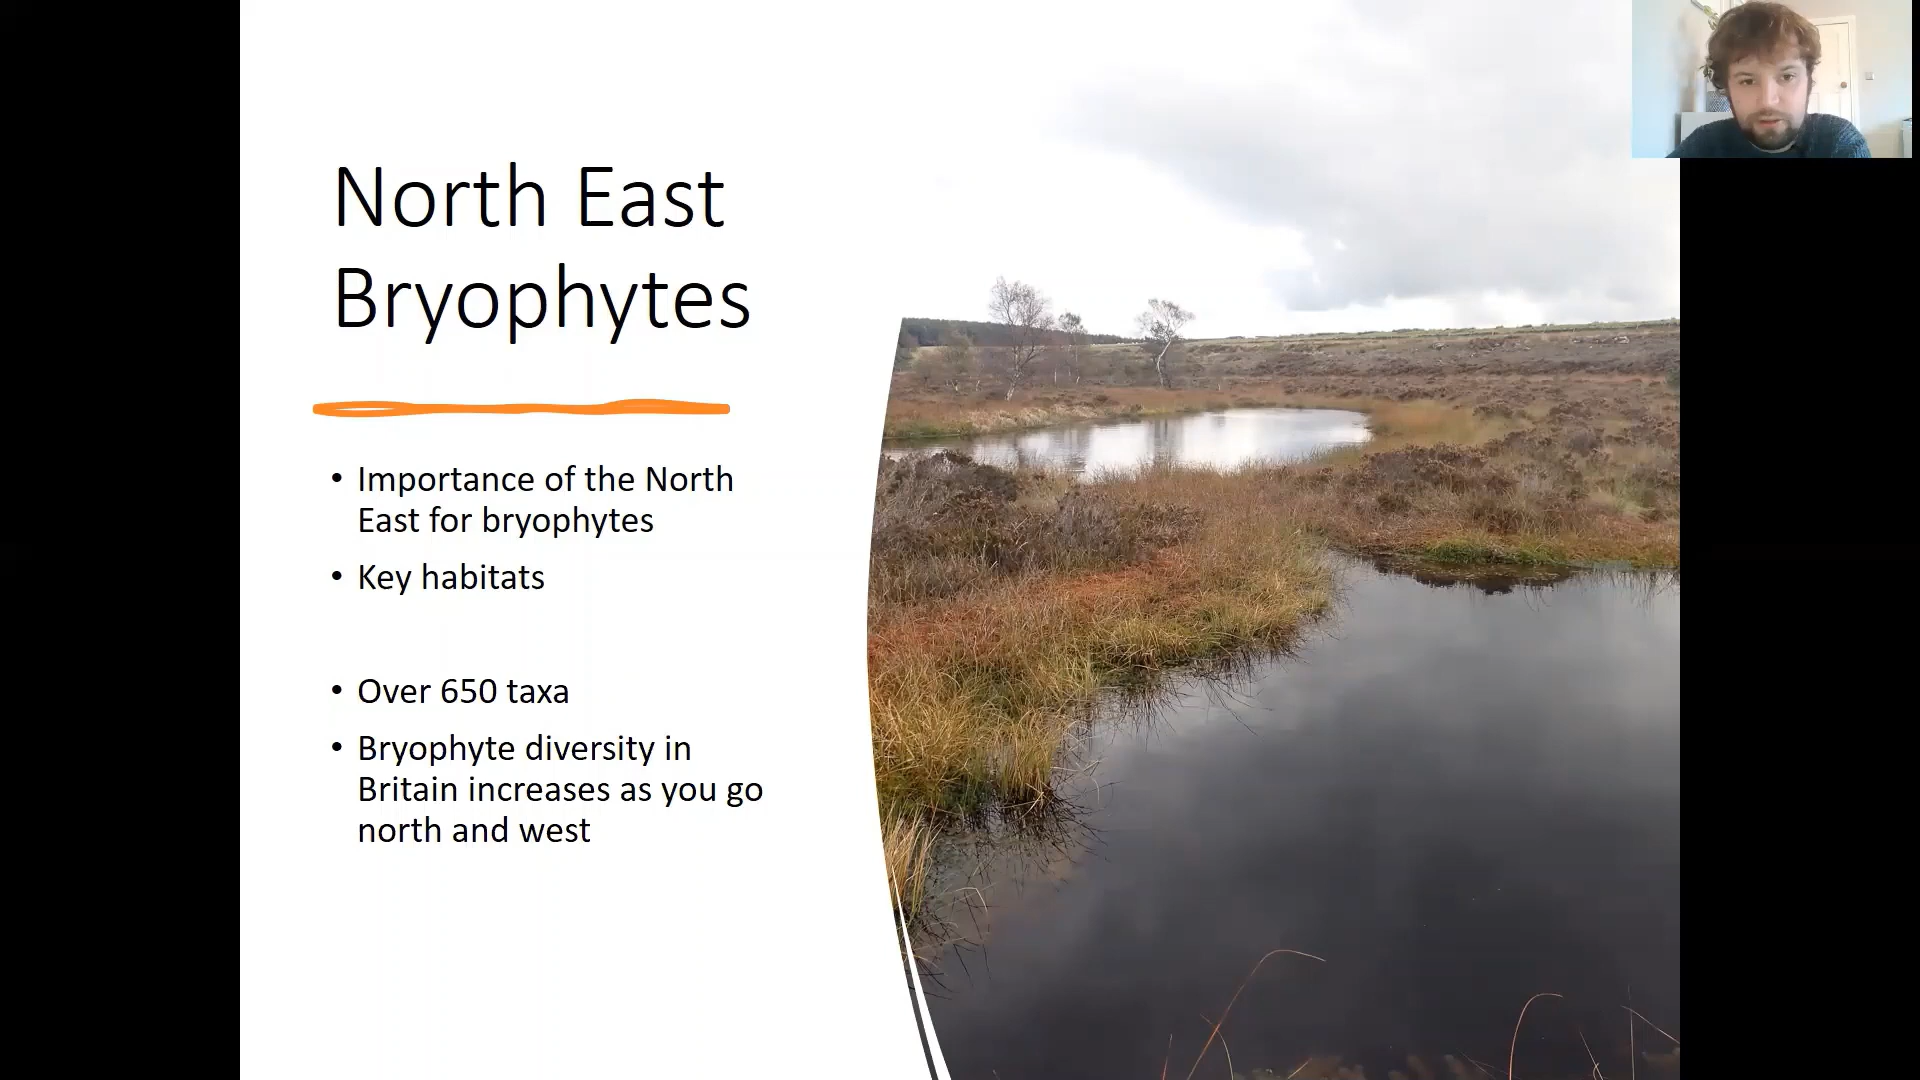 North East
Bryophytes
• Importance of the North
East for bryophytes
• Key habitats
• Over 650 taxa
• Bryophyte diversity in
Britain increases as you go
north and west